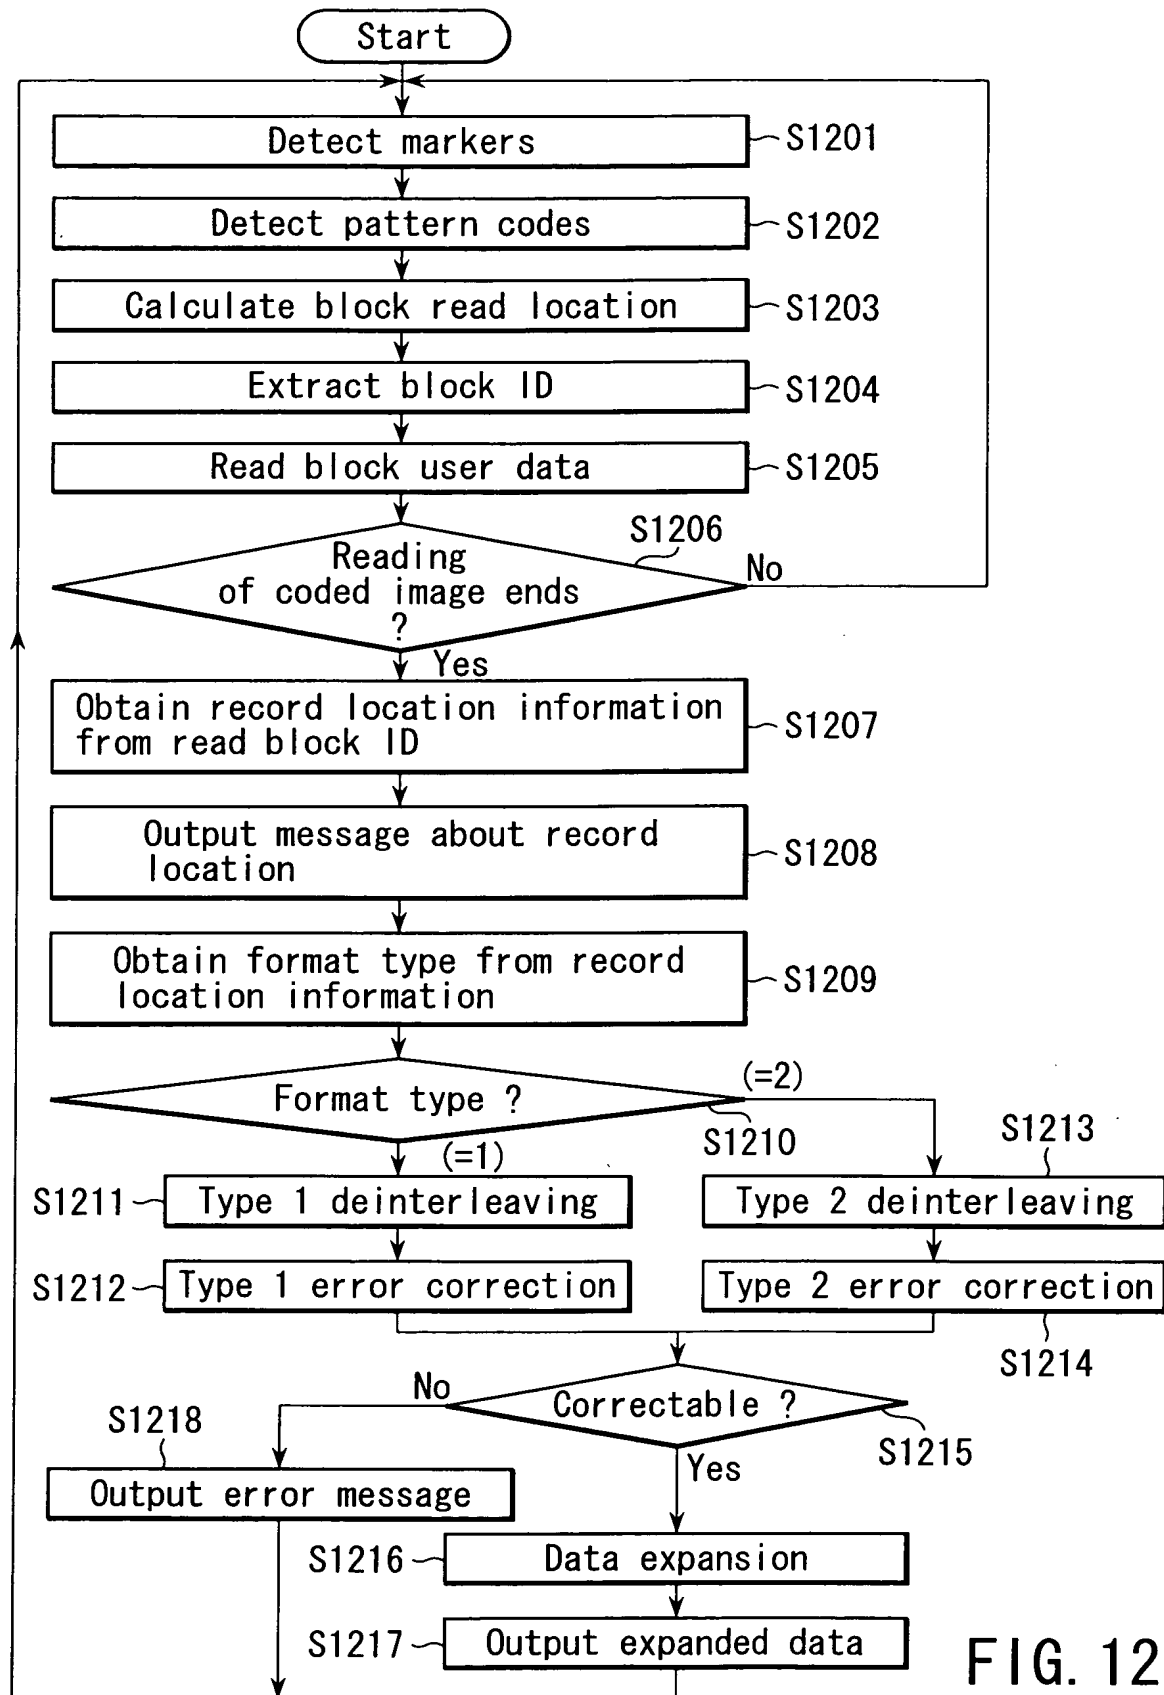 Start
Detect markers
S1201
Detect pattern codes
S1202
Calculate block read location
S1203
Extract block ID
S1204
Read block user data
S1205
S1206
Reading
of coded image ends
?
No
Yes
Obtain record location information
from read block ID
S1207
Output message about record
location
S1208
Obtain format type from record
location information
S1209
Format type ?
(=2)
S1210
(=1)
S1213
S1211
Type 1 deinterleaving
Type 2 deinterleaving
S1212
Type 1 error correction
Type 2 error correction
S1214
No
Correctable ?
S1215
S1218
Yes
Output error message
S1216
Data expansion
S1217
Output expanded data
FIG. 12